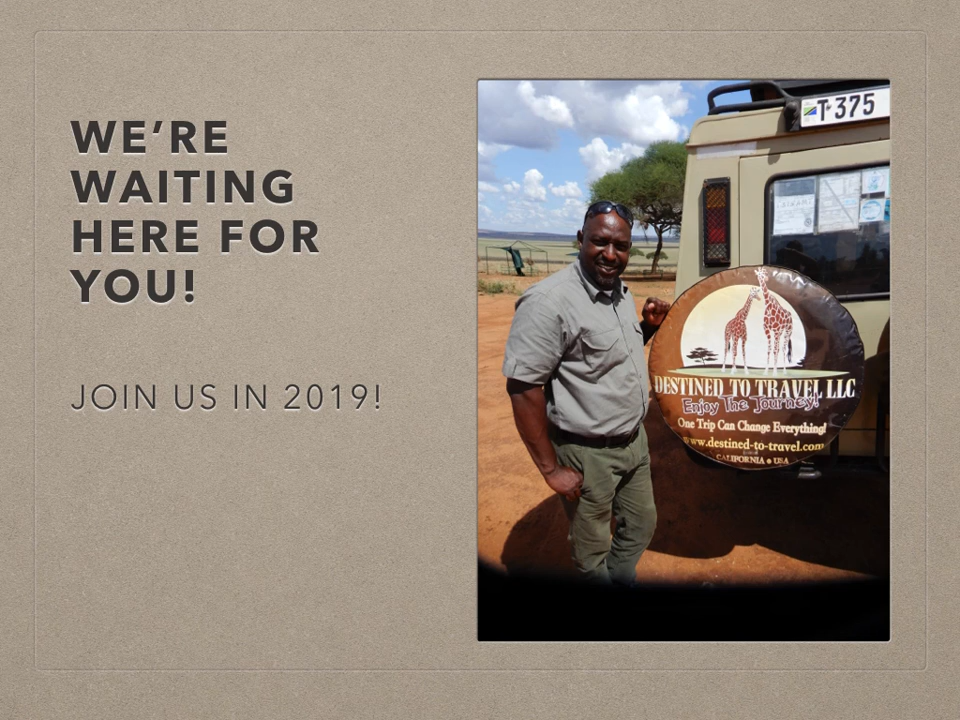 WE’RE
WAITING
HERE FOR
YOU!
JOIN US IN 2019!
T 375
DESTINED TO TRAVEL LLC
Enjoy The Journey!
One Trip Can Change Everything!
www.destined-to-travel.com
CALIFORNIA • USA